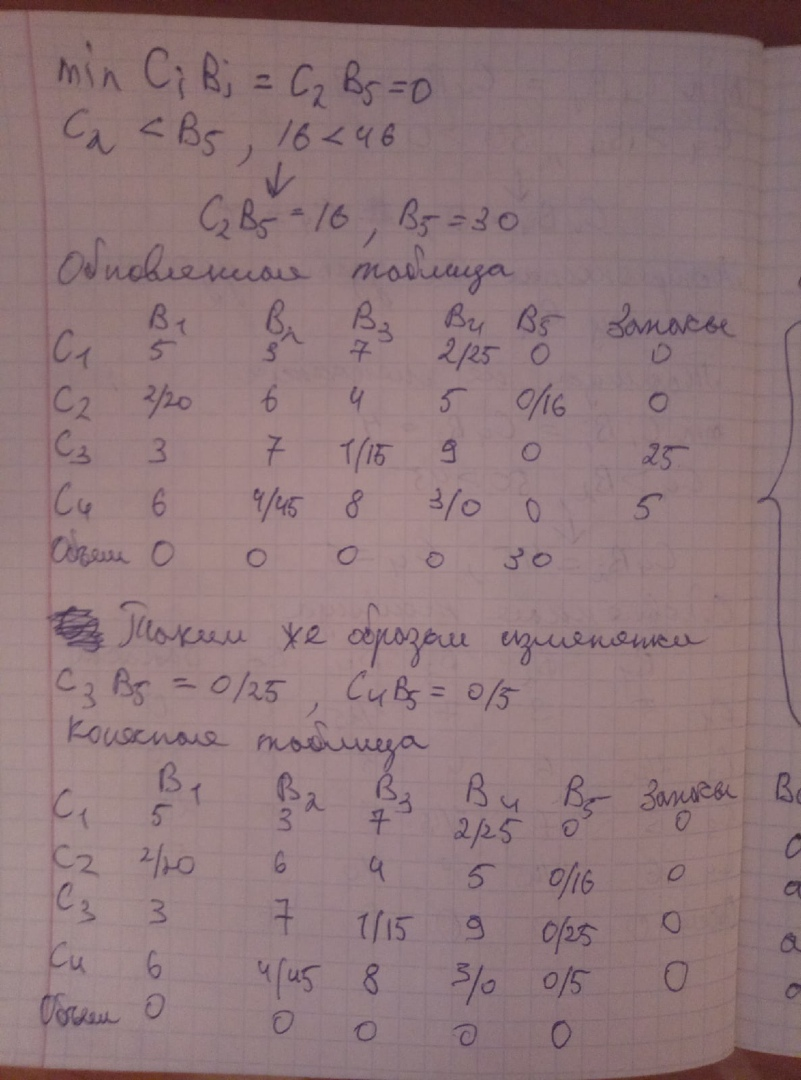 min CiBj = C2 B5 = 0
C2 < B5, 16 < 46
↓
C2B5 = 16, B5 = 30
Обновленная таблица
B1 B2 B3 B4 B5 Запасы
C1 5 3 7 2/25 0 0
C2 2/20 6 4 5 0/16 0
C3 3 7 1/15 9 0 25
C4 6 4/45 8 3/0 0 5
Объем 0 0 0 0 30
Таким же образом
C3 B5 = 0/25, C4B5 = 0/5
Конечная таблица
B1 B2 B3 B4 B5 Запасы
C1 5 3 7 2/25 0 0
C2 2/20 6 4 5 0/16 0
C3 3 7 1/15 9 0/25 0
C4 6 4/45 8 3/0 0/5 0
Объем 0 0 0 0 0